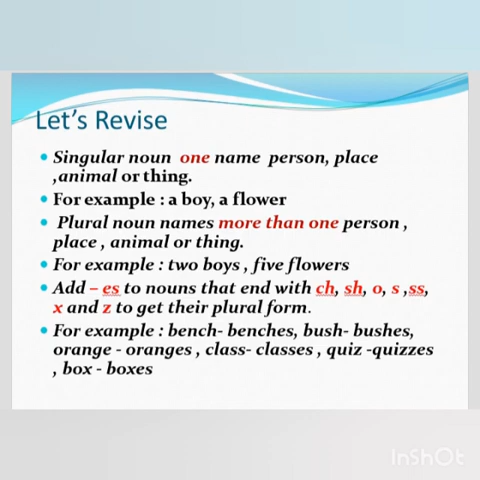 Let's Revise
Singular noun one name person, place
,animal or thing.
For example : a boy, a flower
Plural noun names more than one person ,
place , animal or thing.
For example : two boys , five flowers
Add – es to nouns that end with ch, sh, o, s ,ss,
x and z to get their plural form.
For example : bench- benches, bush- bushes,
orange - oranges , class- classes , quiz -quizzes
, box - boxes
InShOt